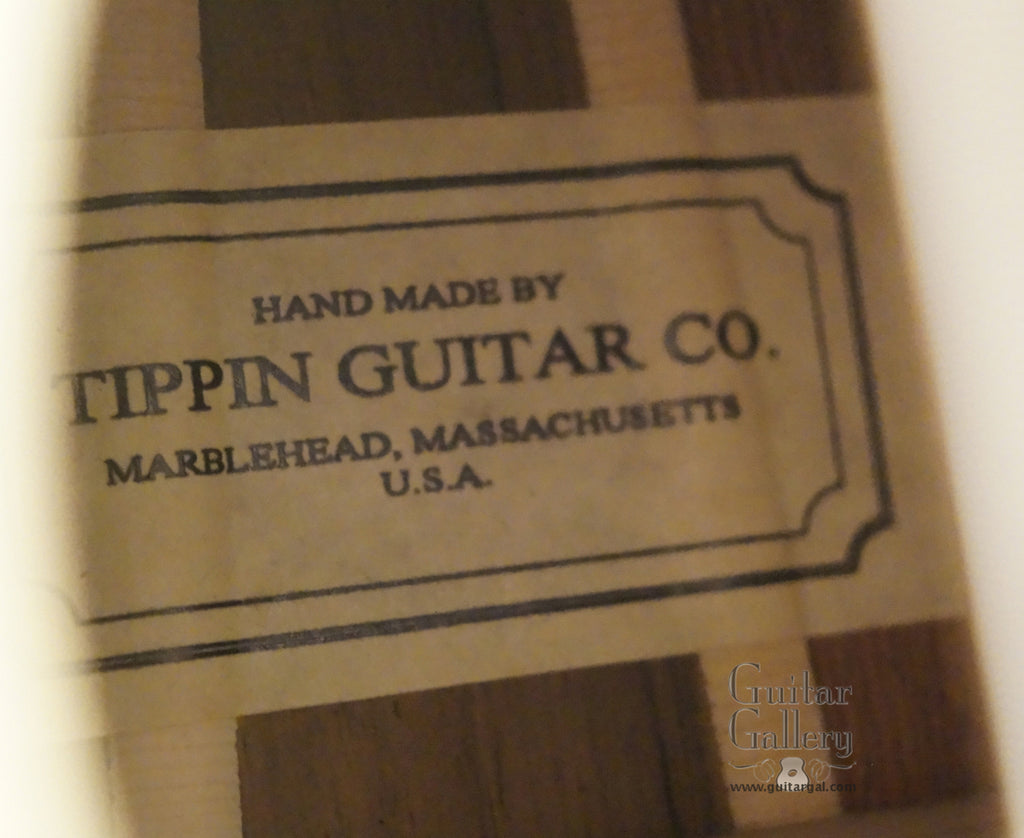 HAND MADE BY
TIPPIN GUITAR CO.
MARBLEHEAD, MASSACHUSETTS
U.S.A.
Guitar
Gallery
www.guitargal.com